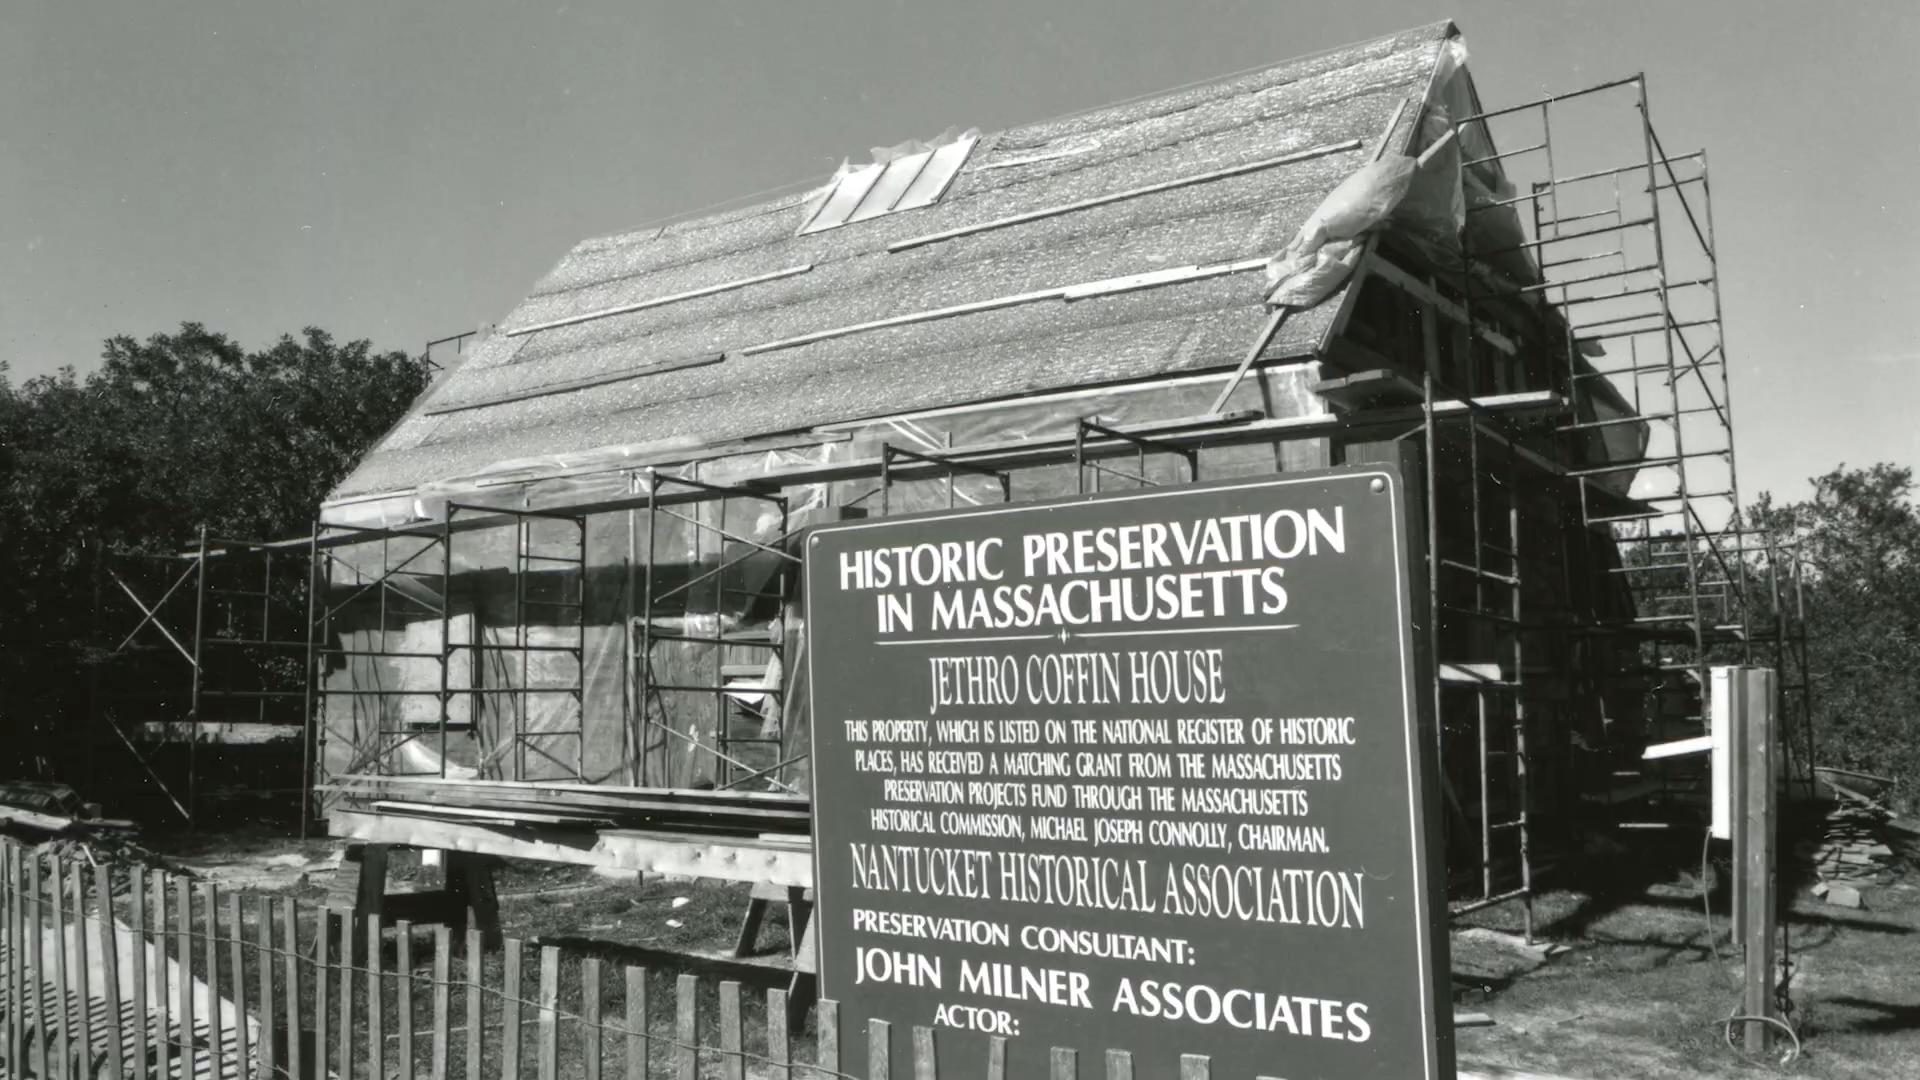 HISTORIC PRESERVATION
IN MASSACHUSETTS
JETHRO COFFIN HOUSE
THIS PROPERTY, WHICH IS LISTED ON THE NATIONAL REGISTER OF HISTORIC
PLACES, HAS RECEIVED A MATCHING GRANT FROM THE MASSACHUSETTS
PRESERVATION PROJECTS FUND THROUGH THE MASSACHUSETTS
HISTORICAL COMMISSION, MICHAEL JOSEPH CONNOLLY, CHAIRMAN.
NANTUCKET HISTORICAL ASSOCIATION
PRESERVATION CONSULTANT:
JOHN MILNER ASSOCIATES
ACTOR: